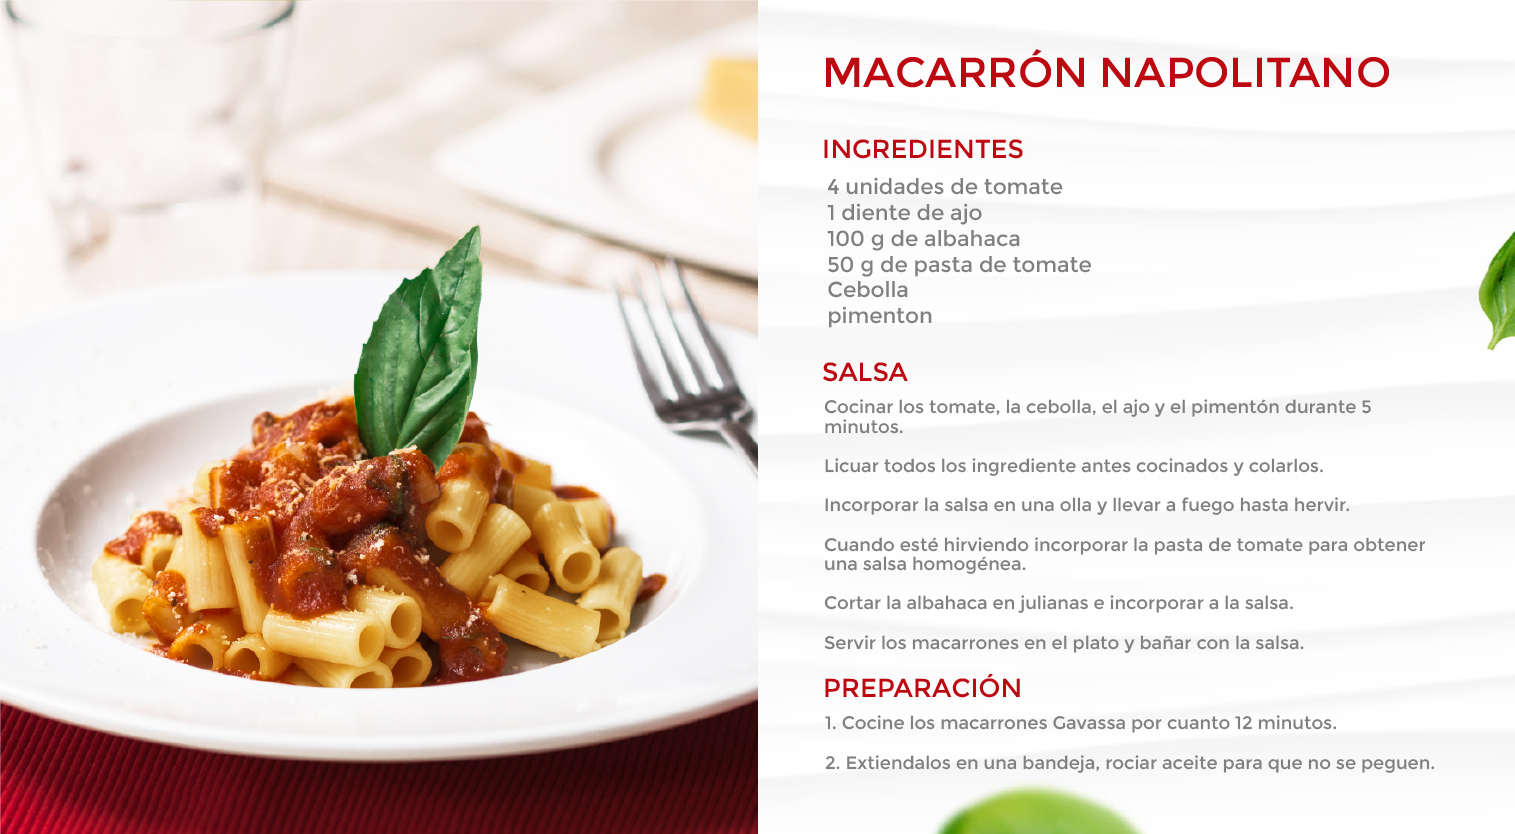 MACARRÓN NAPOLITANO
INGREDIENTES
4 unidades de tomate
1 diente de ajo
100 g de albahaca
50 g de pasta de tomate
Cebolla
pimenton
SALSA
Cocinar los tomate, la cebolla, el ajo y el pimentón durante 5
minutos.
Licuar todos los ingrediente antes cocinados y colarlos.
Incorporar la salsa en una olla y llevar a fuego hasta hervir.
Cuando esté hirviendo incorporar la pasta de tomate para obtener
una salsa homogénea.
Cortar la albahaca en julianas e incorporar a la salsa.
Servir los macarrones en el plato y bañar con la salsa.
PREPARACIÓN
1. Cocine los macarrones Gavassa por cuanto 12 minutos.
2. Extiendalos en una bandeja, rociar aceite para que no se peguen.